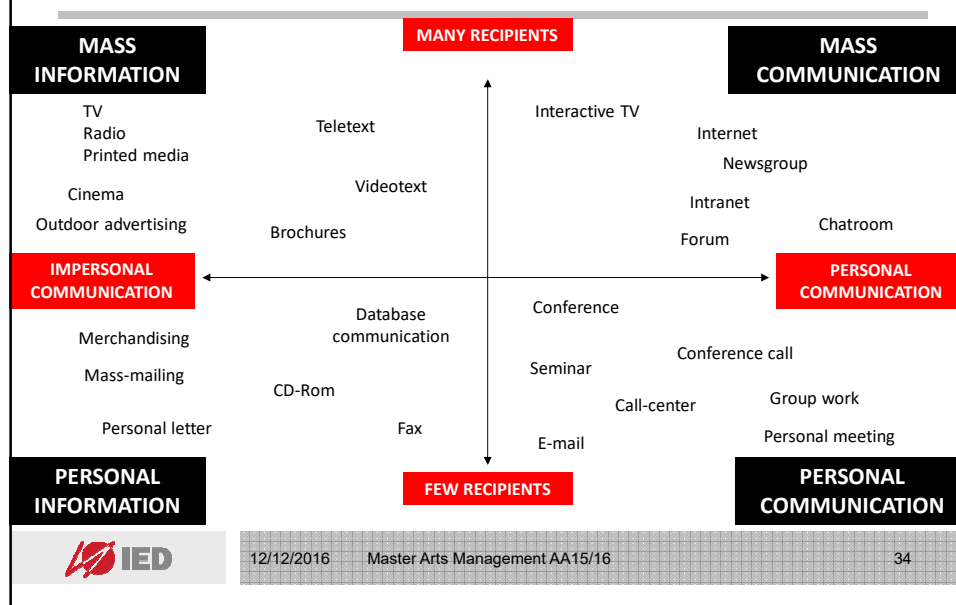 MANY RECIPIENTS
MASS
INFORMATION
MASS
COMMUNICATION
TV
Radio
Printed media
Teletext
Interactive TV
Internet
Newsgroup
Cinema
Videotext
Intranet
Outdoor advertising
Brochures
Forum
Chatroom
IMPERSONAL
COMMUNICATION
PERSONAL
COMMUNICATION
Merchandising
Database
communication
Conference
Conference call
Mass-mailing
CD-Rom
Seminar
Call-center
Group work
Personal letter
Fax
E-mail
Personal meeting
PERSONAL
INFORMATION
FEW RECIPIENTS
PERSONAL
COMMUNICATION
IED
12/12/2016 Master Arts Management AA15/16 34